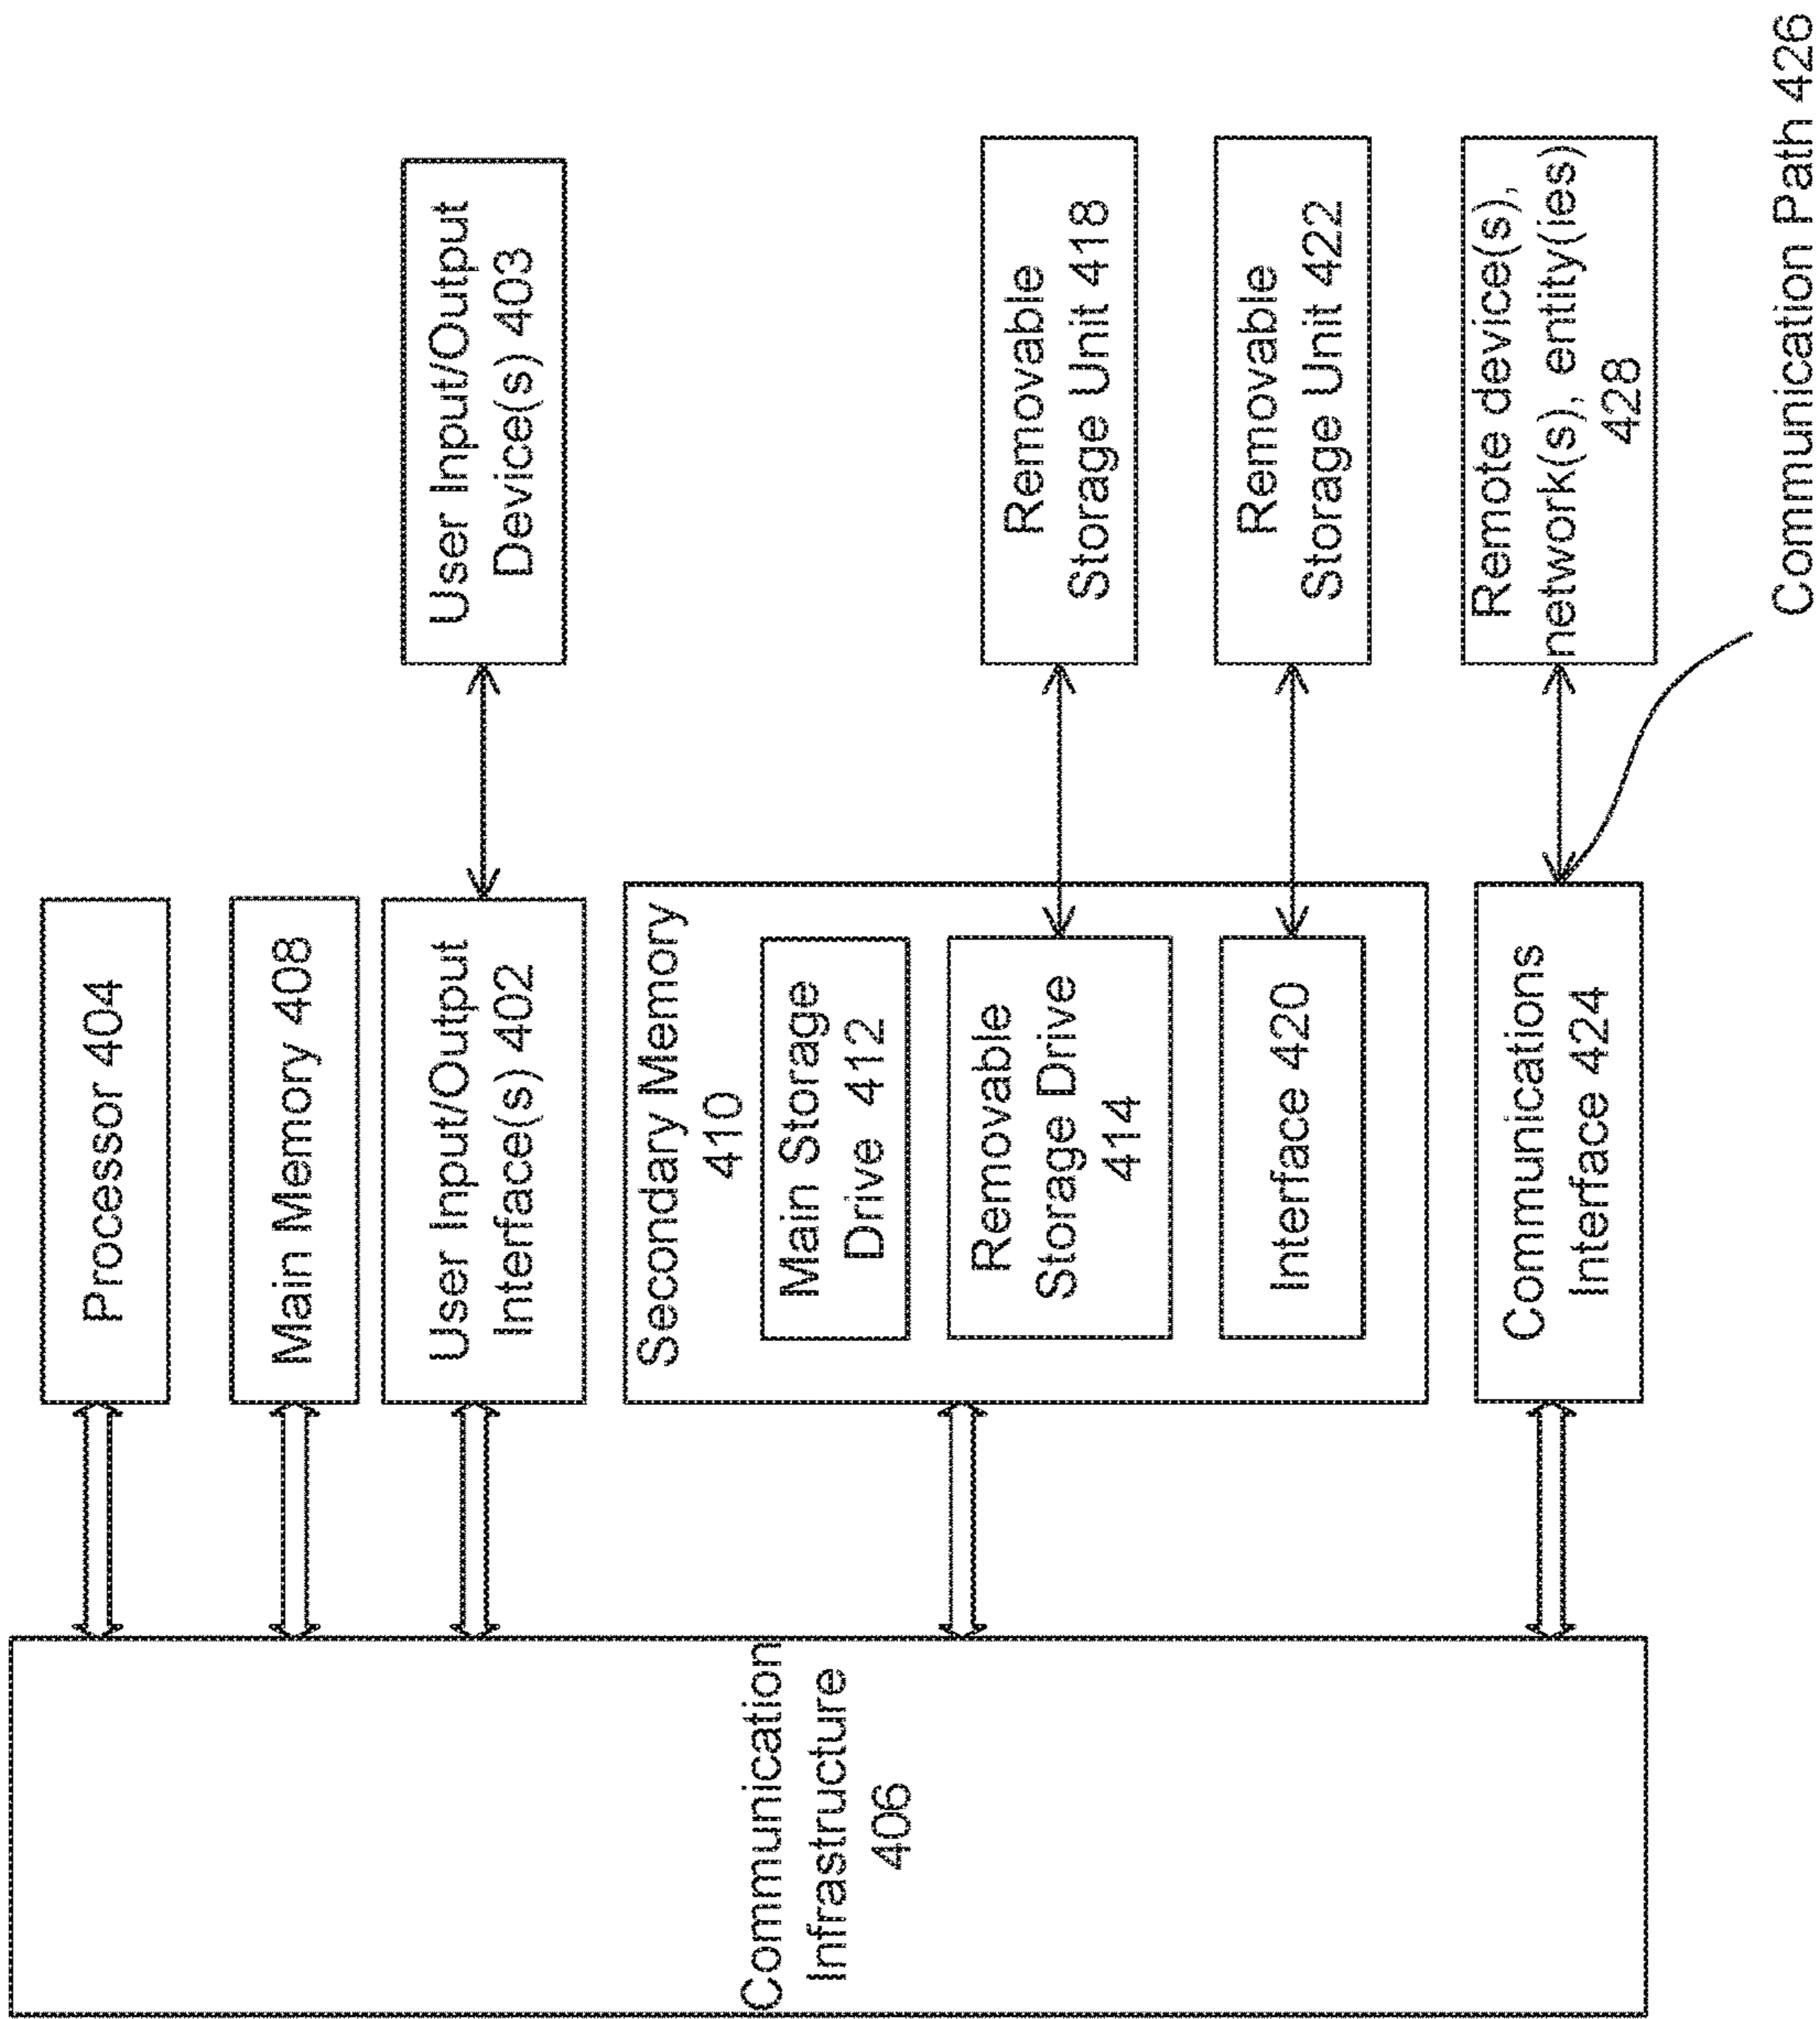 Processor 404
Main Memory 408
User Input/Output
Interface(s) 402
User Input/Output
Device(s) 403
Communication
Infrastructure
406
Secondary Memory
410
Main Storage
Drive 412
Removable
Storage Drive
414
Interface 420
Removable
Storage Unit 418
Removable
Storage Unit 422
Communications
Interface 424
Remote device(s),
network(s), entity(ies)
428
Communication Path 426